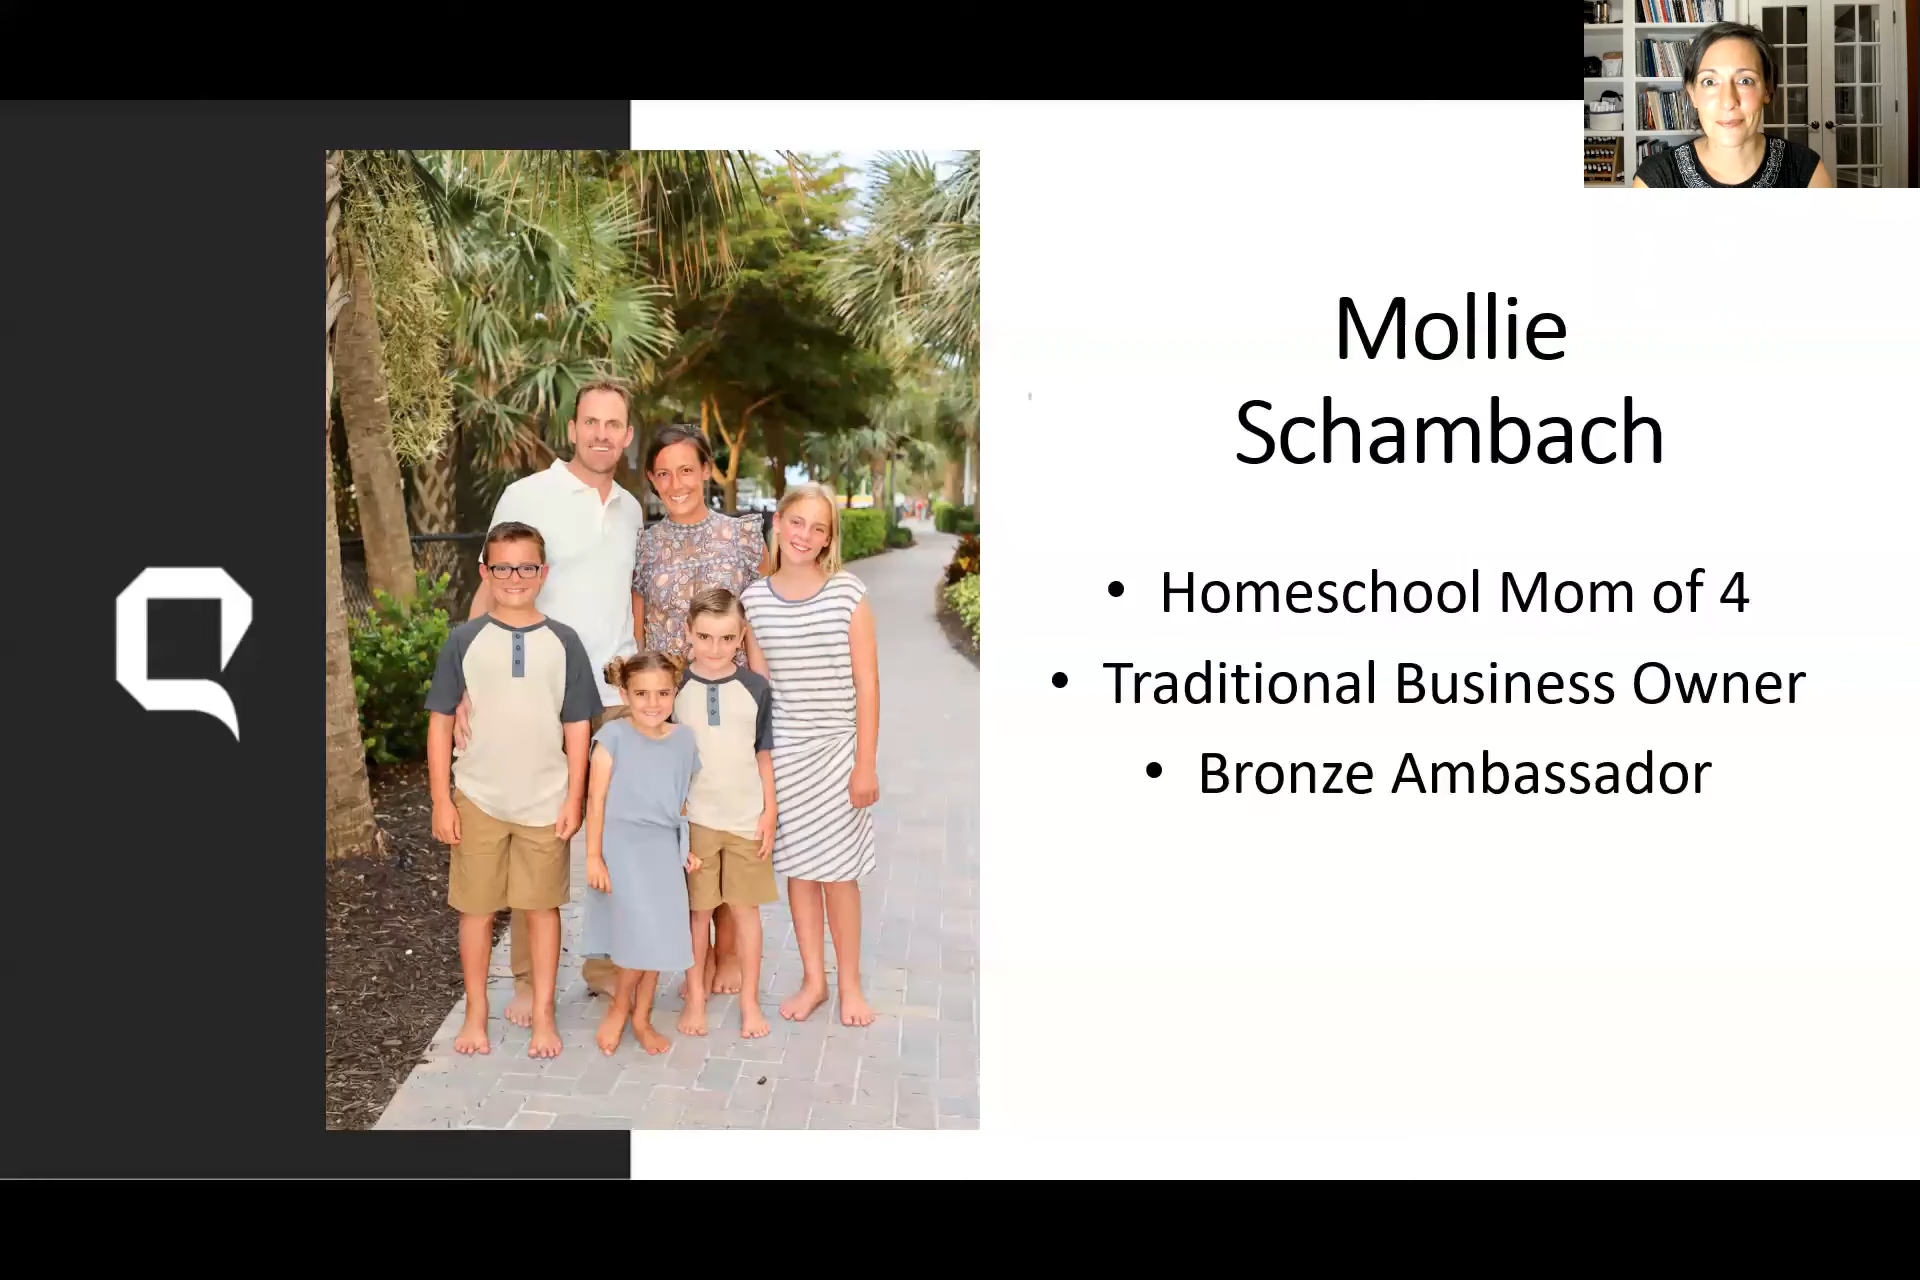 Mollie
Schambach
• Homeschool Mom of 4
• Traditional Business Owner
• Bronze Ambassador